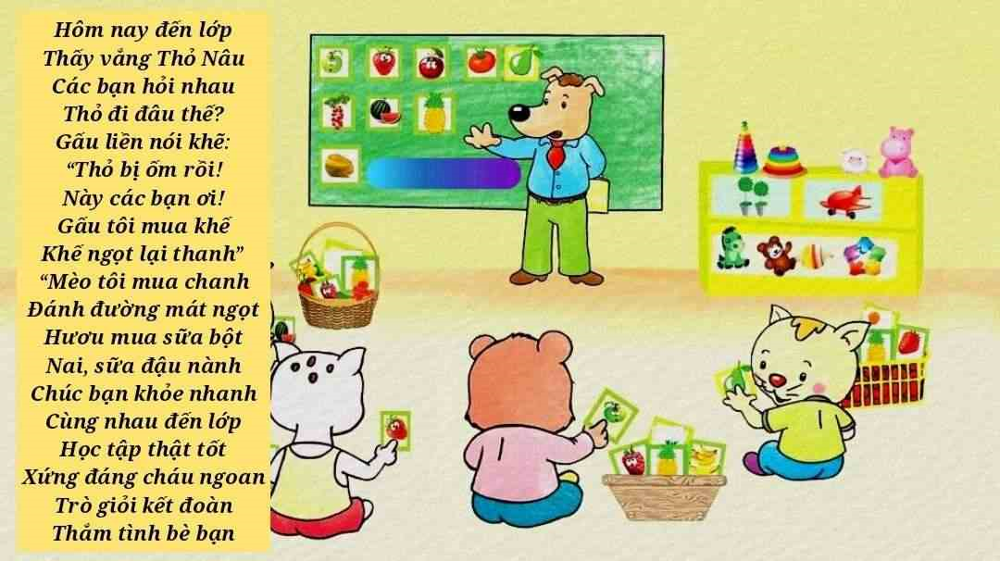 Hôm nay đến lớp
Thấy vắng Thỏ Nâu
Các bạn hỏi nhau
Thỏ đi đâu thế?
Gấu liền nói khẽ:
“Thỏ bị ốm rồi!
Này các bạn ơi!
Gấu tôi mua khế
Khế ngọt lại thanh”
“Mèo tôi mua chanh
Đánh đường mát ngọt
Hươu mua sữa bột
Nai, sữa đậu nành
Chúc bạn khỏe nhanh
Cùng nhau đến lớp
Học tập thật tốt
Xứng đáng cháu ngoan
Trò giỏi kết đoàn
Thắm tình bè bạn